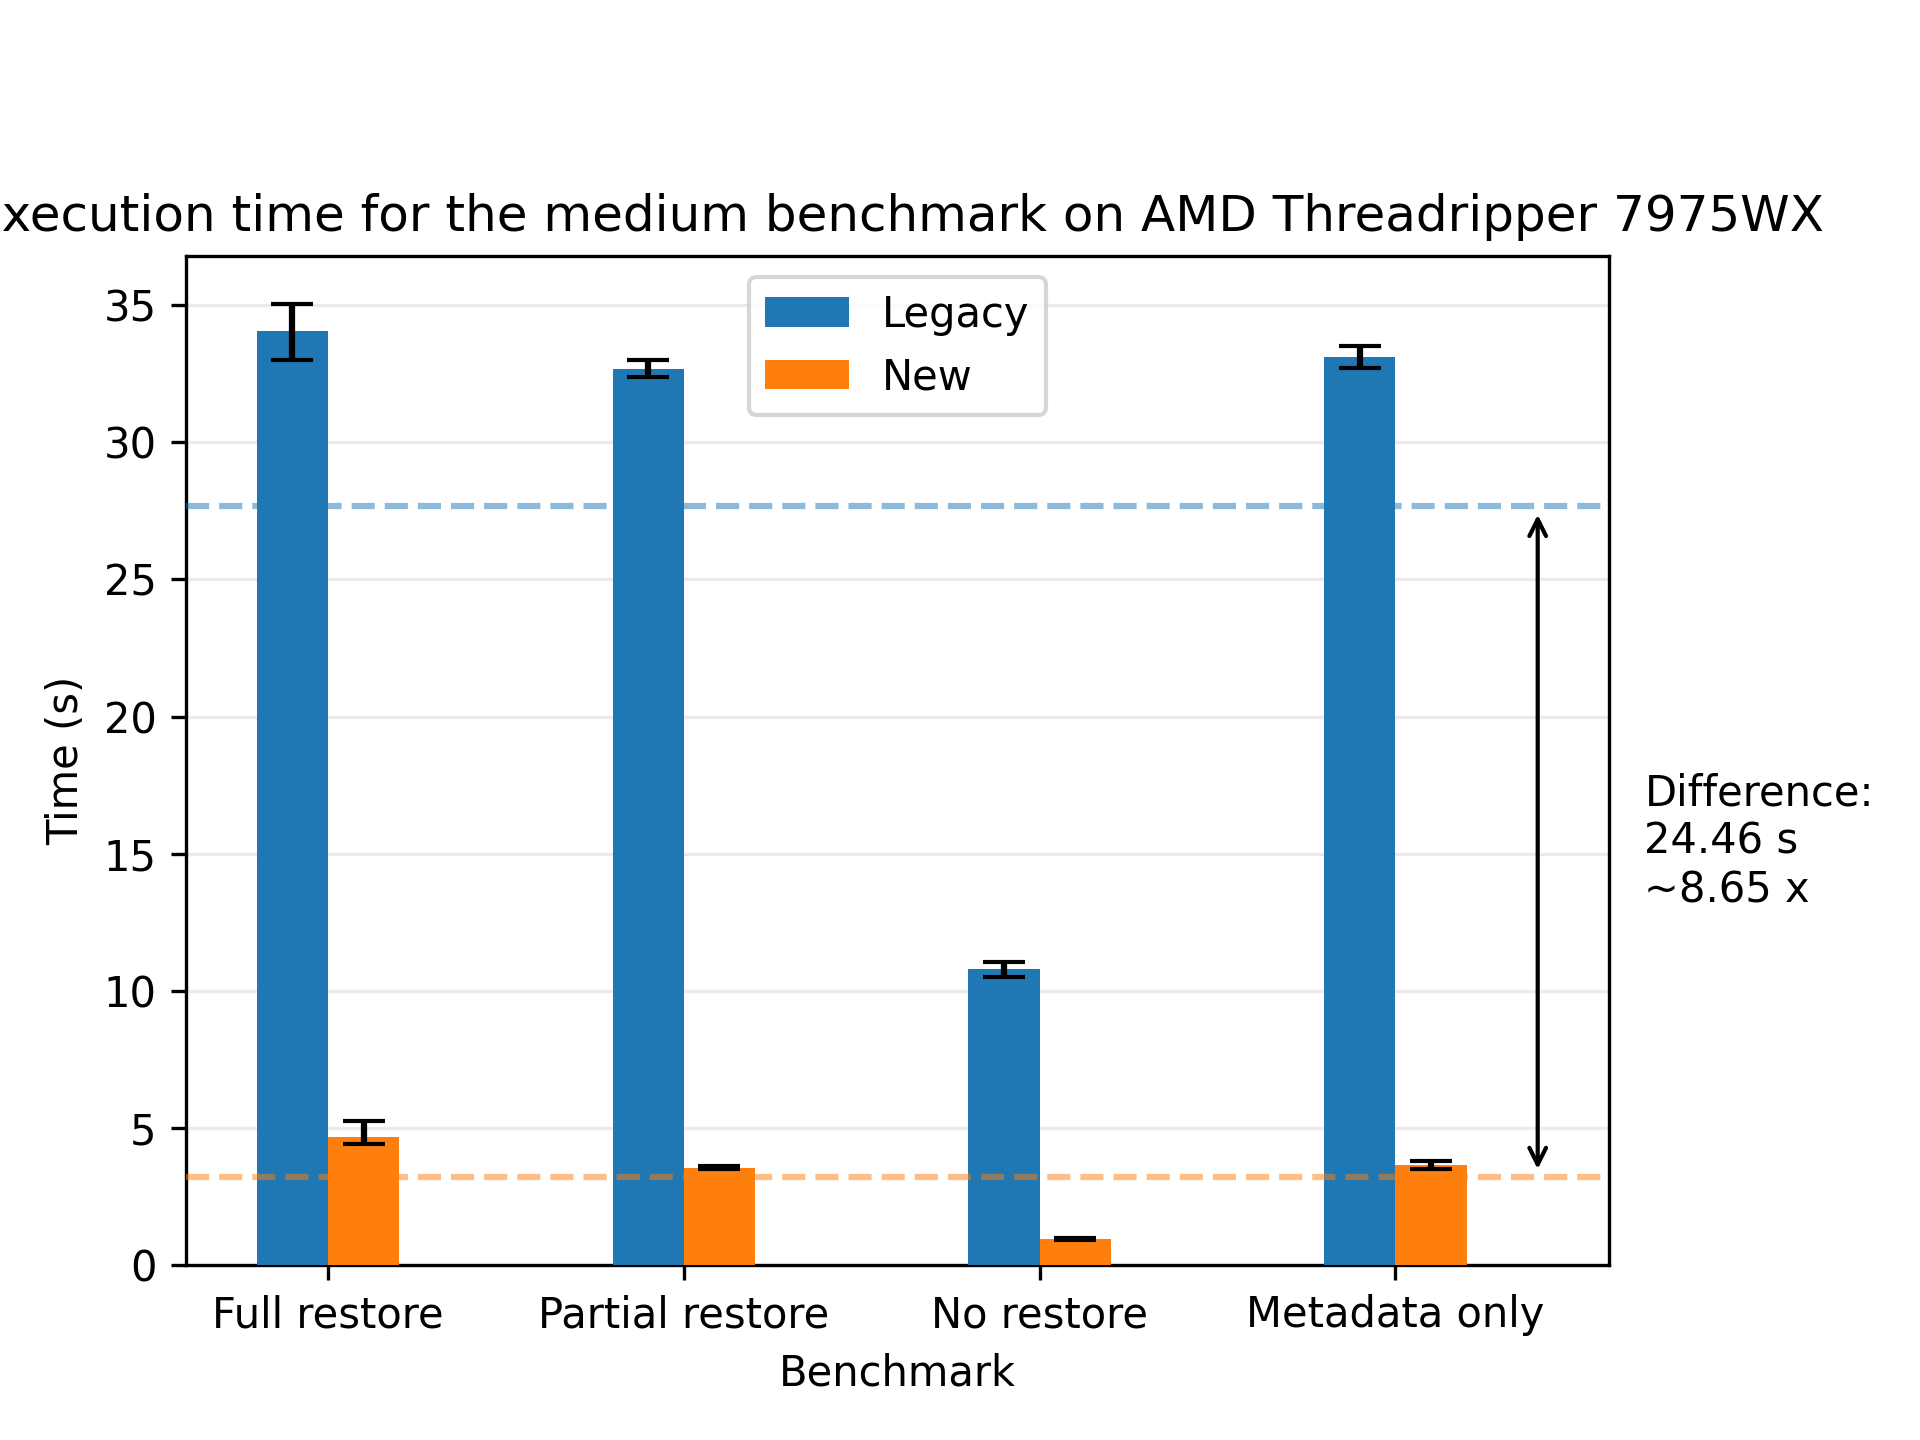 xecution time for the medium benchmark on AMD Threadripper 7975WX
Legacy
New
35
30
25
20
15
10
5
0
Time (s)
Difference:
24.46 s
~8.65 x
Full restore
Partial restore
No restore
Metadata only
Benchmark